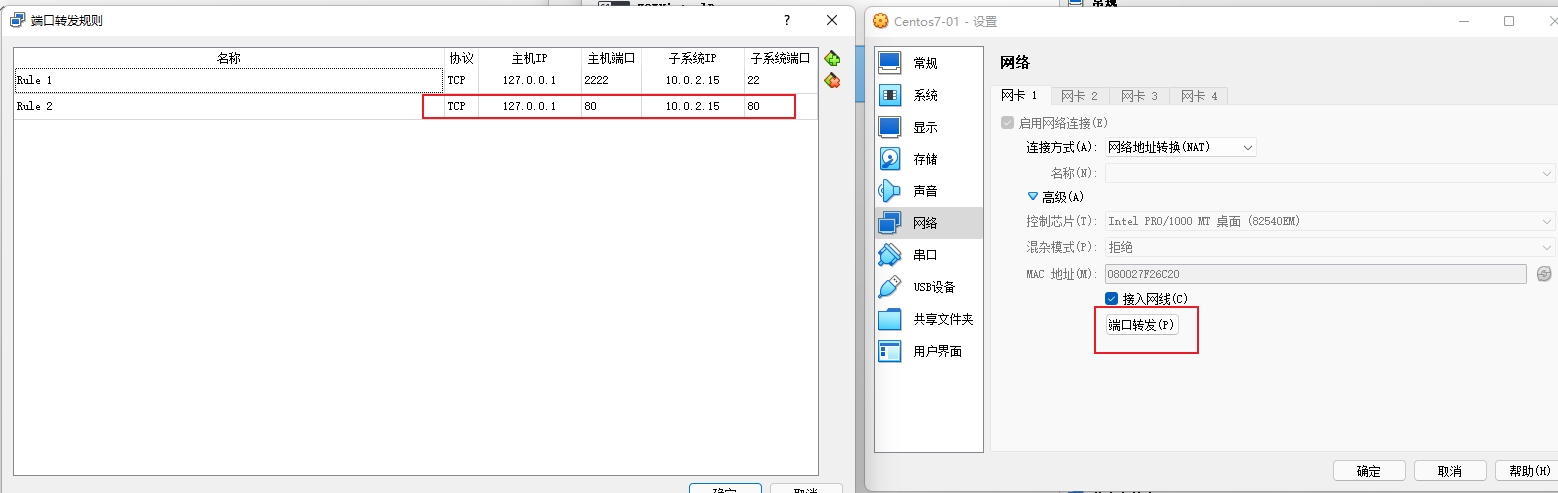 端口转发规则
?
名称 协议 主机IP 主机端口 子系统IP 子系统端口
Rule 1 TCP 127.0.0.1 2222 10.0.2.15 22
Rule 2 TCP 127.0.0.1 80 10.0.2.15 80
Centos7-01 - 设置
常规
系统
显示
存储
声音
网络
串口
USB设备
共享文件夹
用户界面
网络
网卡 1 网卡 2 网卡 3 网卡 4
启用网络连接(E)
连接方式(A): 网络地址转换(NAT)
名称(N):
高级(A)
控制芯片(T): Intel PRO/1000 MT 桌面 (82540EM)
混杂模式(P): 拒绝
MAC 地址(M): 080027F26C20
接入网线(C)
端口转发(P)
确定 取消 帮助(H)